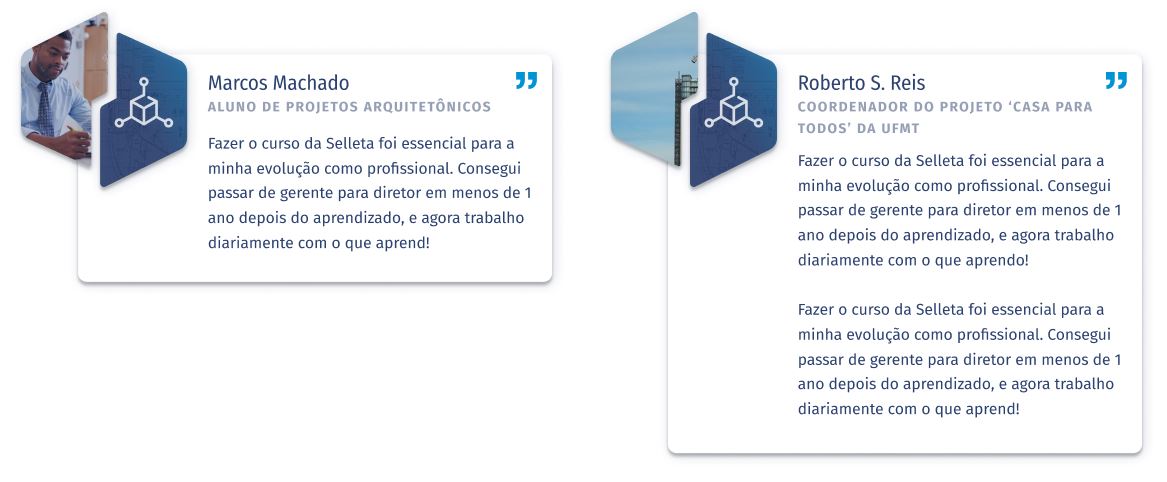 Marcos Machado
ALUNO DE PROJETOS ARQUITETÔNICOS
Fazer o curso da Selleta foi essencial para a
minha evolução como profissional. Consegui
passar de gerente para diretor em menos de 1
ano depois do aprendizado, e agora trabalho
diariamente com o que aprend!
Roberto S. Reis
COORDENADOR DO PROJETO ‘CASA PARA
TODOS’ DA UFMT
Fazer o curso da Selleta foi essencial para a
minha evolução como profissional. Consegui
passar de gerente para diretor em menos de 1
ano depois do aprendizado, e agora trabalho
diariamente com o que aprendo!
Fazer o curso da Selleta foi essencial para a
minha evolução como profissional. Consegui
passar de gerente para diretor em menos de 1
ano depois do aprendizado, e agora trabalho
diariamente com o que aprend!